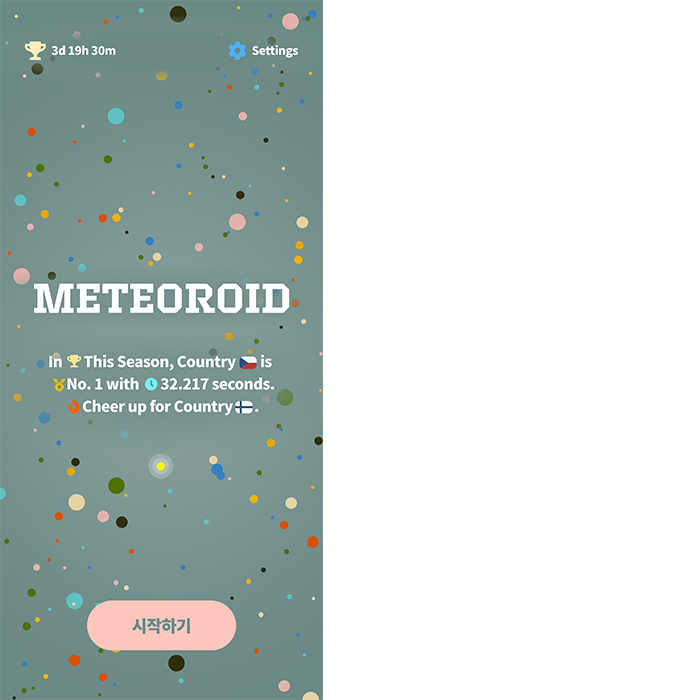 3d 19h 30m
Settings
METEOROID
In 🏆 This Season, Country 🇨🇿 is
🏅 No. 1 with 🕒 32.217 seconds.
🔥 Cheer up for Country 🇫🇮.
시작하기